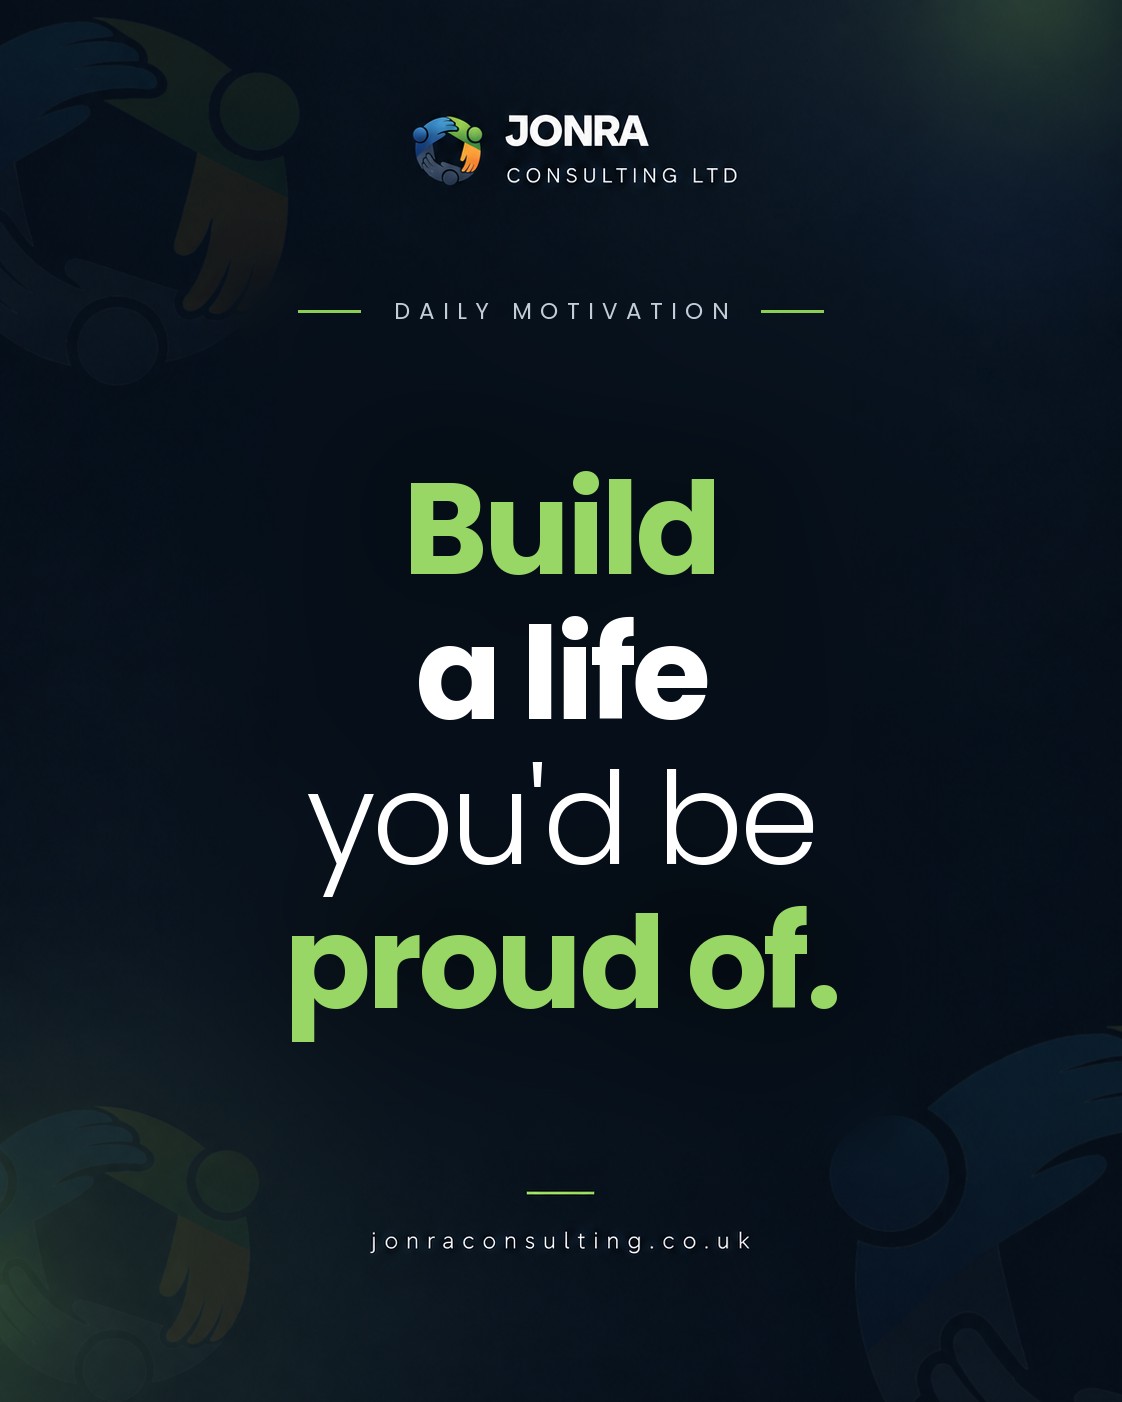 JONRA
CONSULTING LTD
DAILY MOTIVATION
Build
a life
you'd be
proud of.
jonraconsulting.co.uk